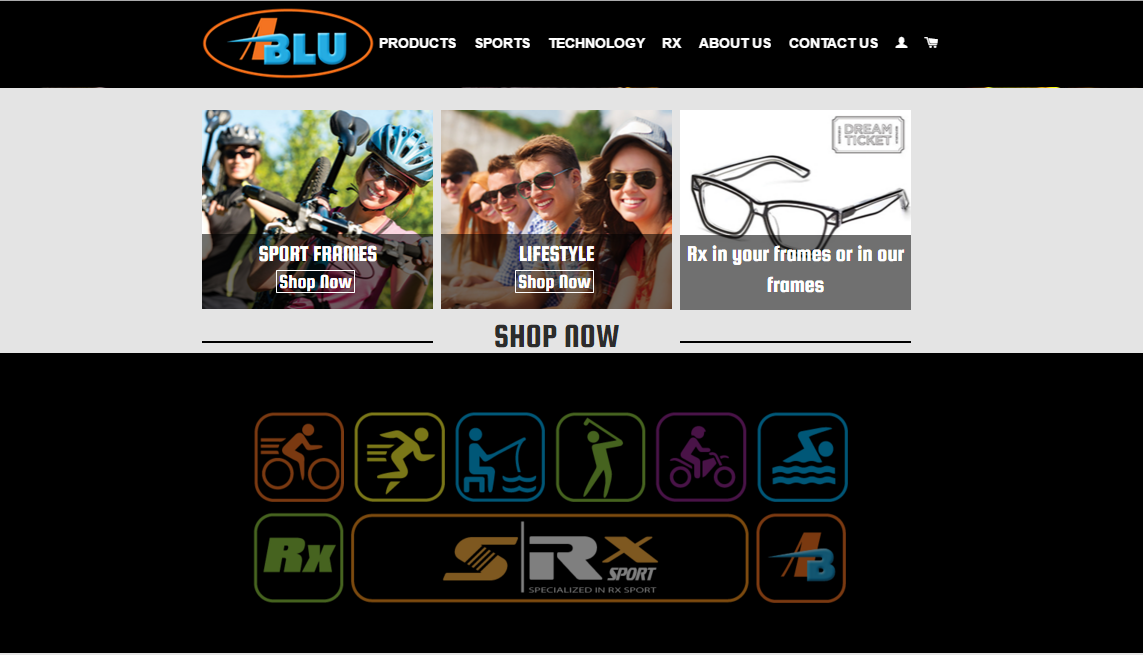 ABLU
PRODUCTS SPORTS TECHNOLOGY RX ABOUT US CONTACT US
SPORT FRAMES
Shop Now
LIFESTYLE
Shop Now
DREAM
TICKET
Rx in your frames or in our
frames
SHOP NOW
Rx
SRX
SPORT
SPECIALIZED IN RX SPORT
AB